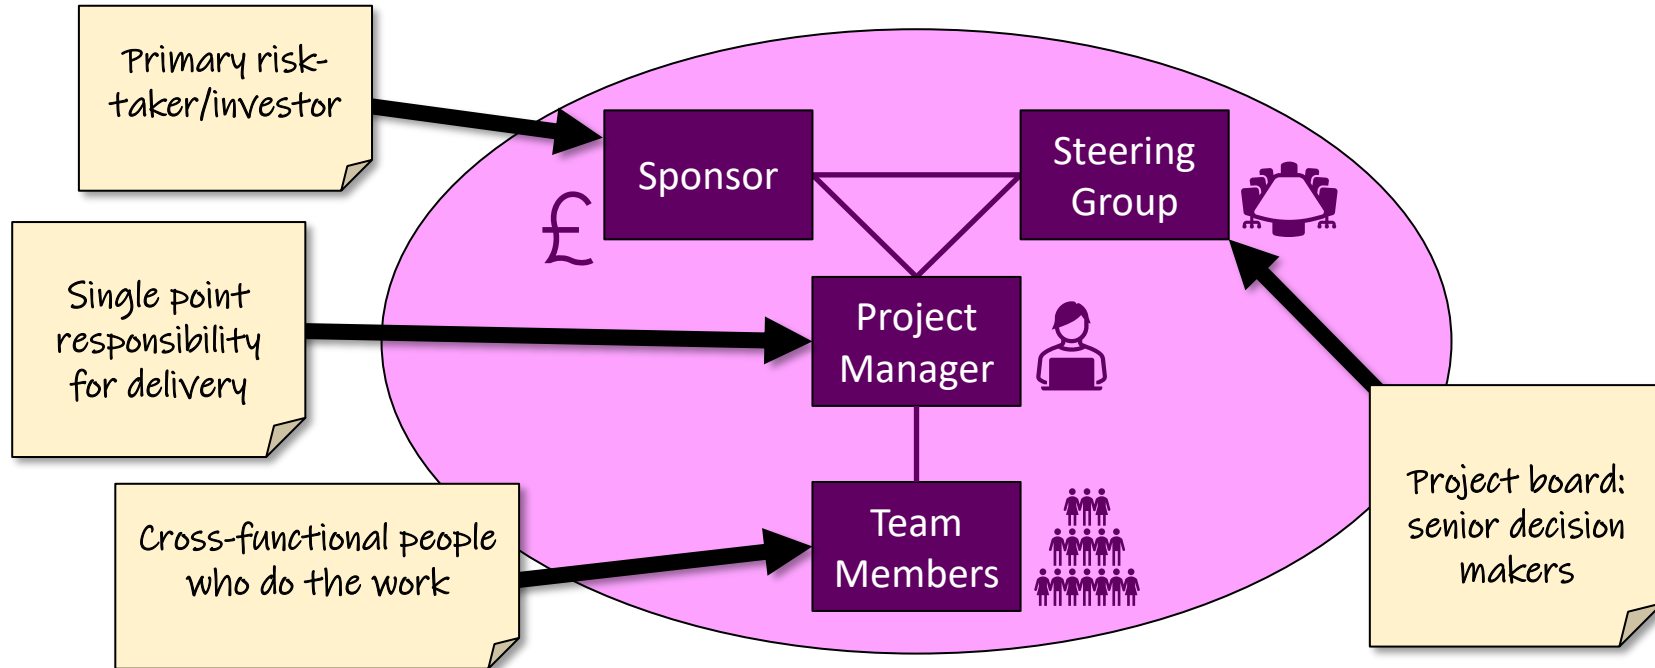 Primary risk-
taker/investor
Sponsor
Steering
Group
£
Single point
responsibility
for delivery
Project
Manager
Cross-functional people
who do the work
Team
Members
Project board:
senior decision
makers